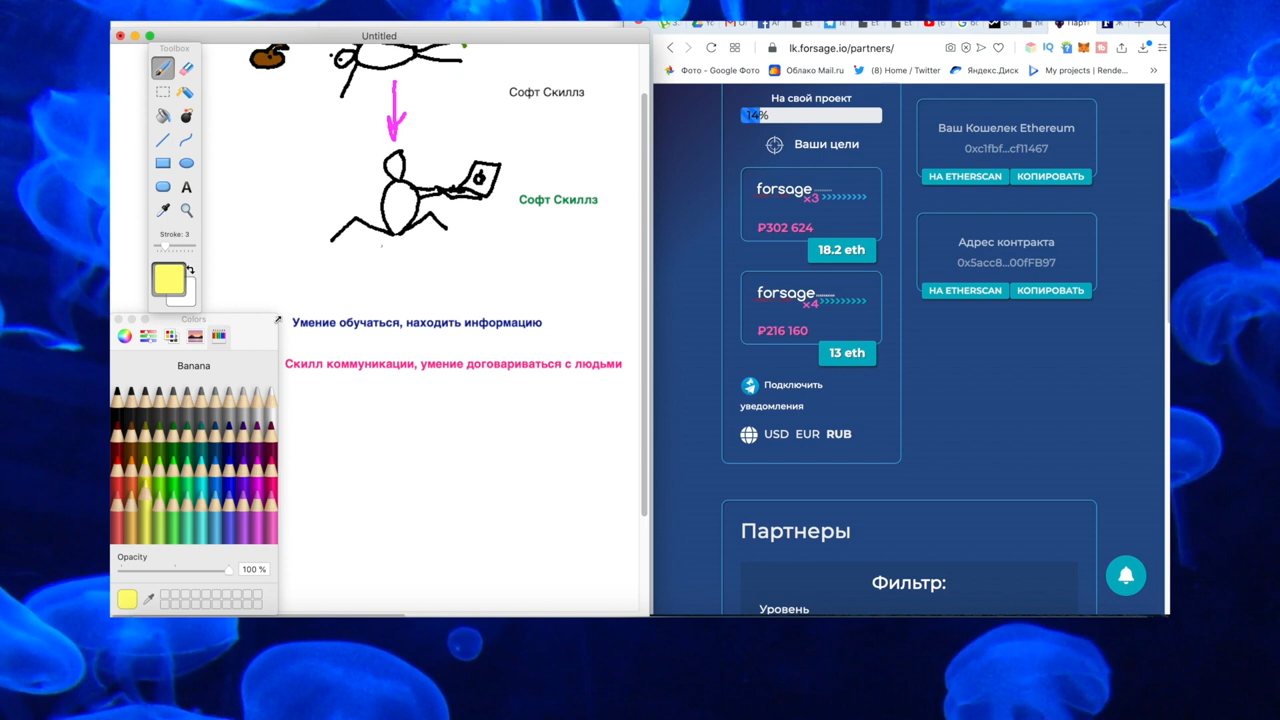 Untitled
Toolbox
Stroke: 3
Софт Скиллз
Софт Скиллз
Умение обучаться, находить информацию
Скилл коммуникации, умение договариваться с людьми
Colors
Banana
Opacity
100 %
lk.forsage.io/partners/
Фото - Google Фото
Облако Mail.ru
(8) Home / Twitter
Яндекс.Диск
My projects | Rende...
На свой проект
14%
Ваши цели
forsage
x3
₽302 624
18.2 eth
forsage
x4
₽216 160
13 eth
Подключить
уведомления
USD EUR RUB
Ваш Кошелек Ethereum
0xc1fbf...cf11467
НА ETHERSCAN КОПИРОВАТЬ
Адрес контракта
0x5acc8...00fFB97
НА ETHERSCAN КОПИРОВАТЬ
Партнеры
Фильтр:
Уровень